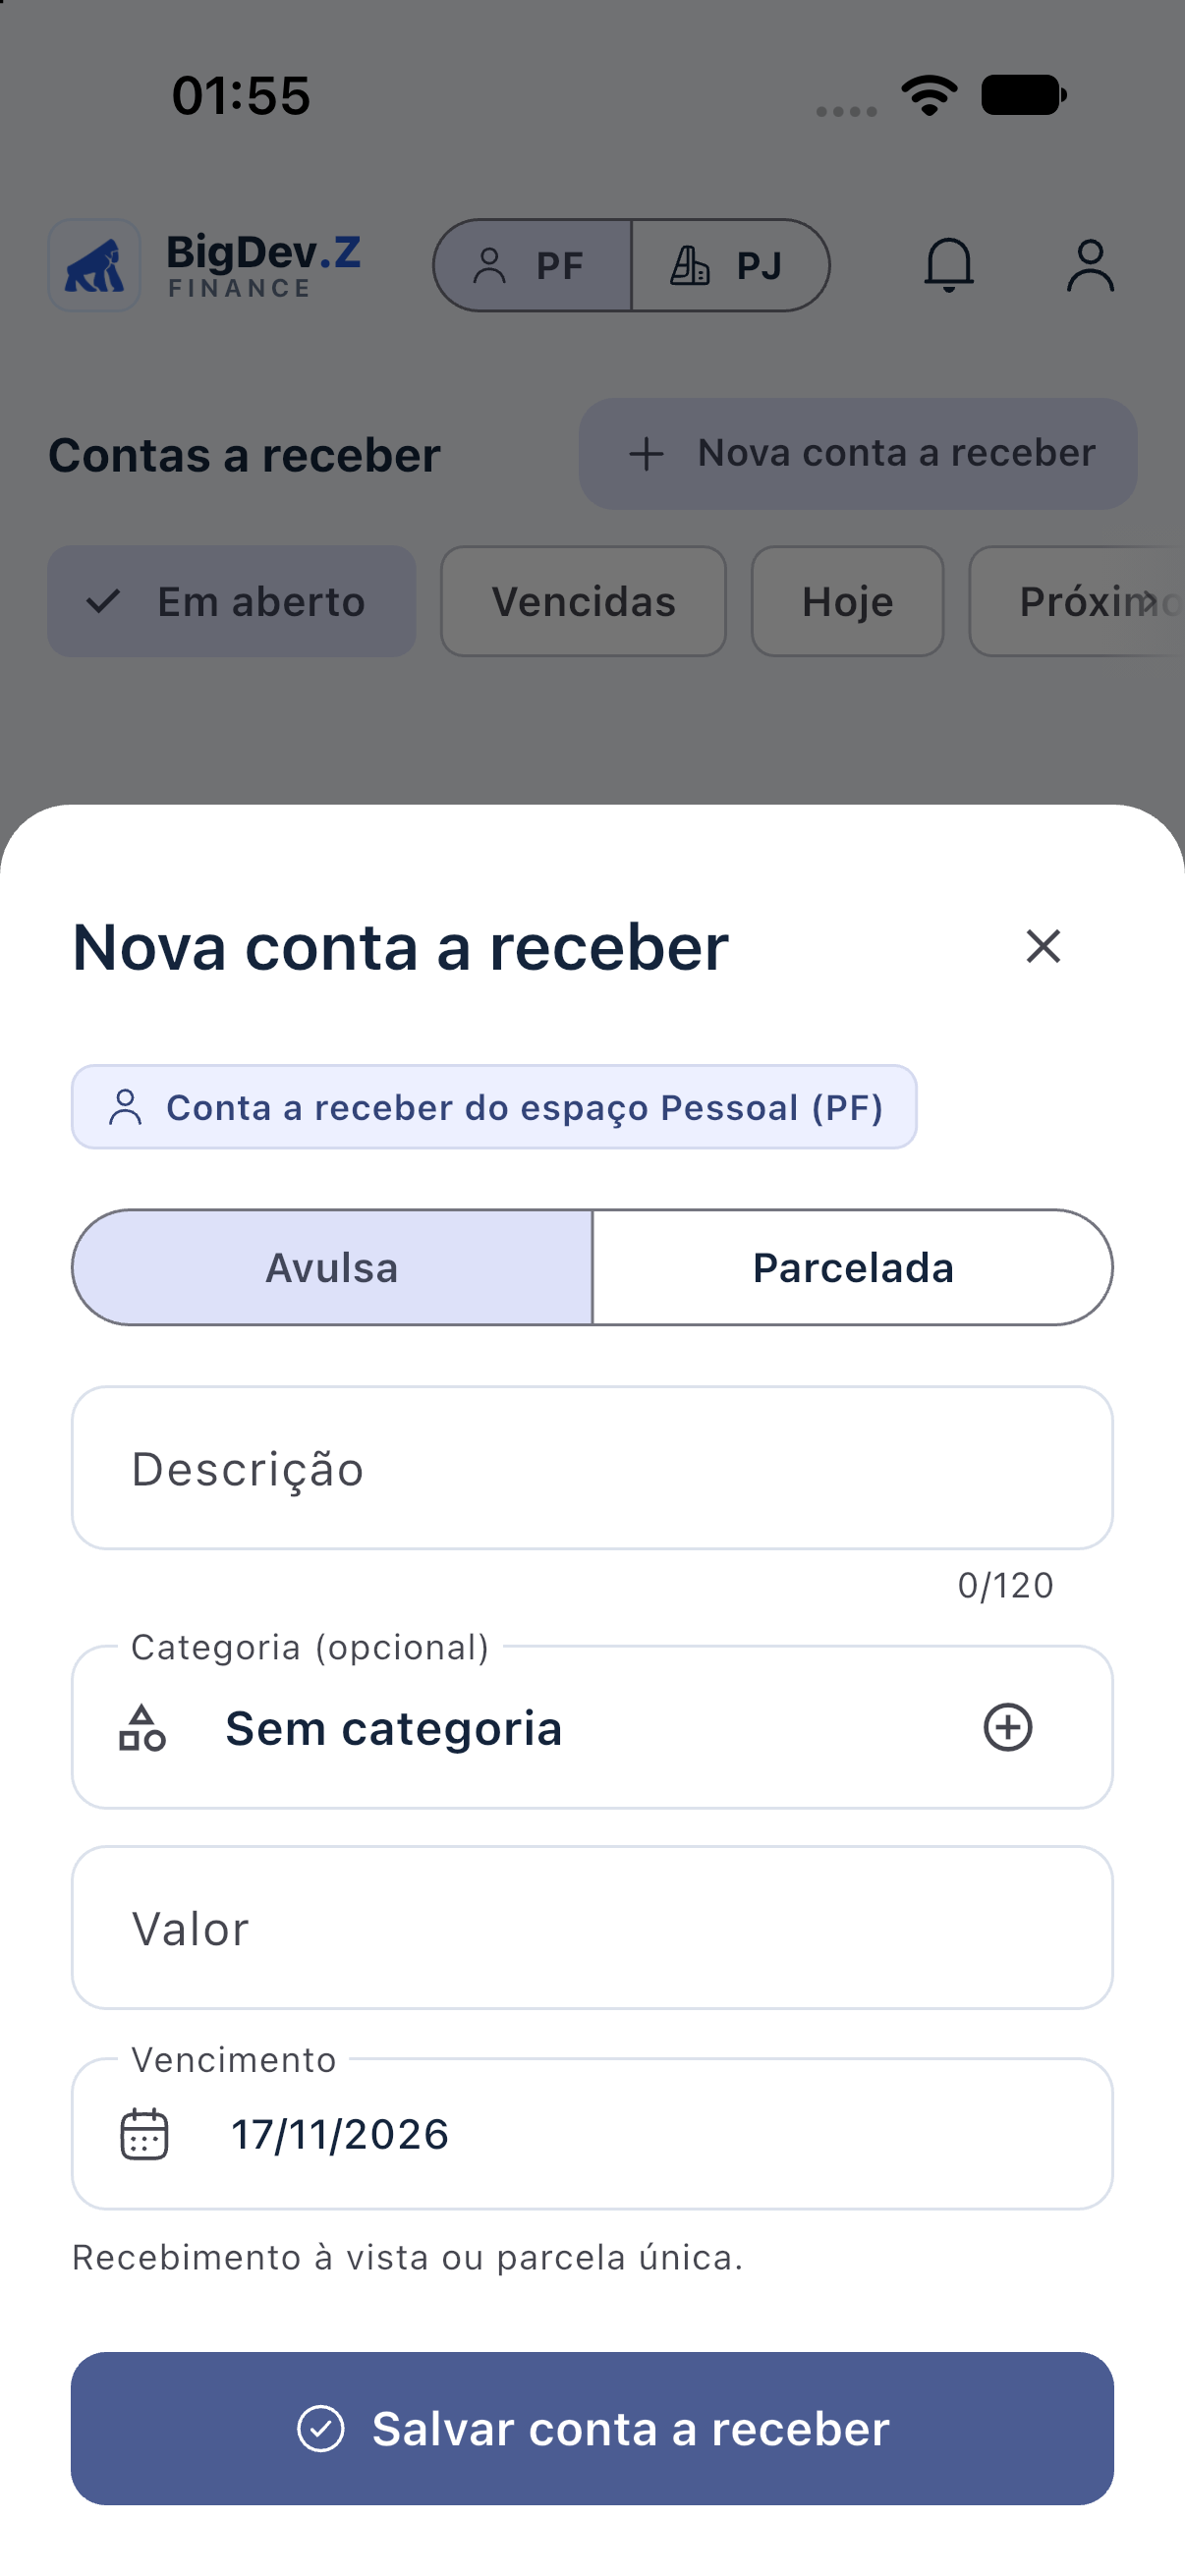 01:55
BigDev.Z
FINANCE
PF
PJ
Contas a receber
Nova conta a receber
Em aberto
Vencidas
Hoje
Nova conta a receber
Conta a receber do espaço Pessoal (PF)
Avulsa
Parcelada
Descrição
0/120
Categoria (opcional)
Sem categoria
Valor
Vencimento
17/11/2026
Recebimento à vista ou parcela única.
Salvar conta a receber